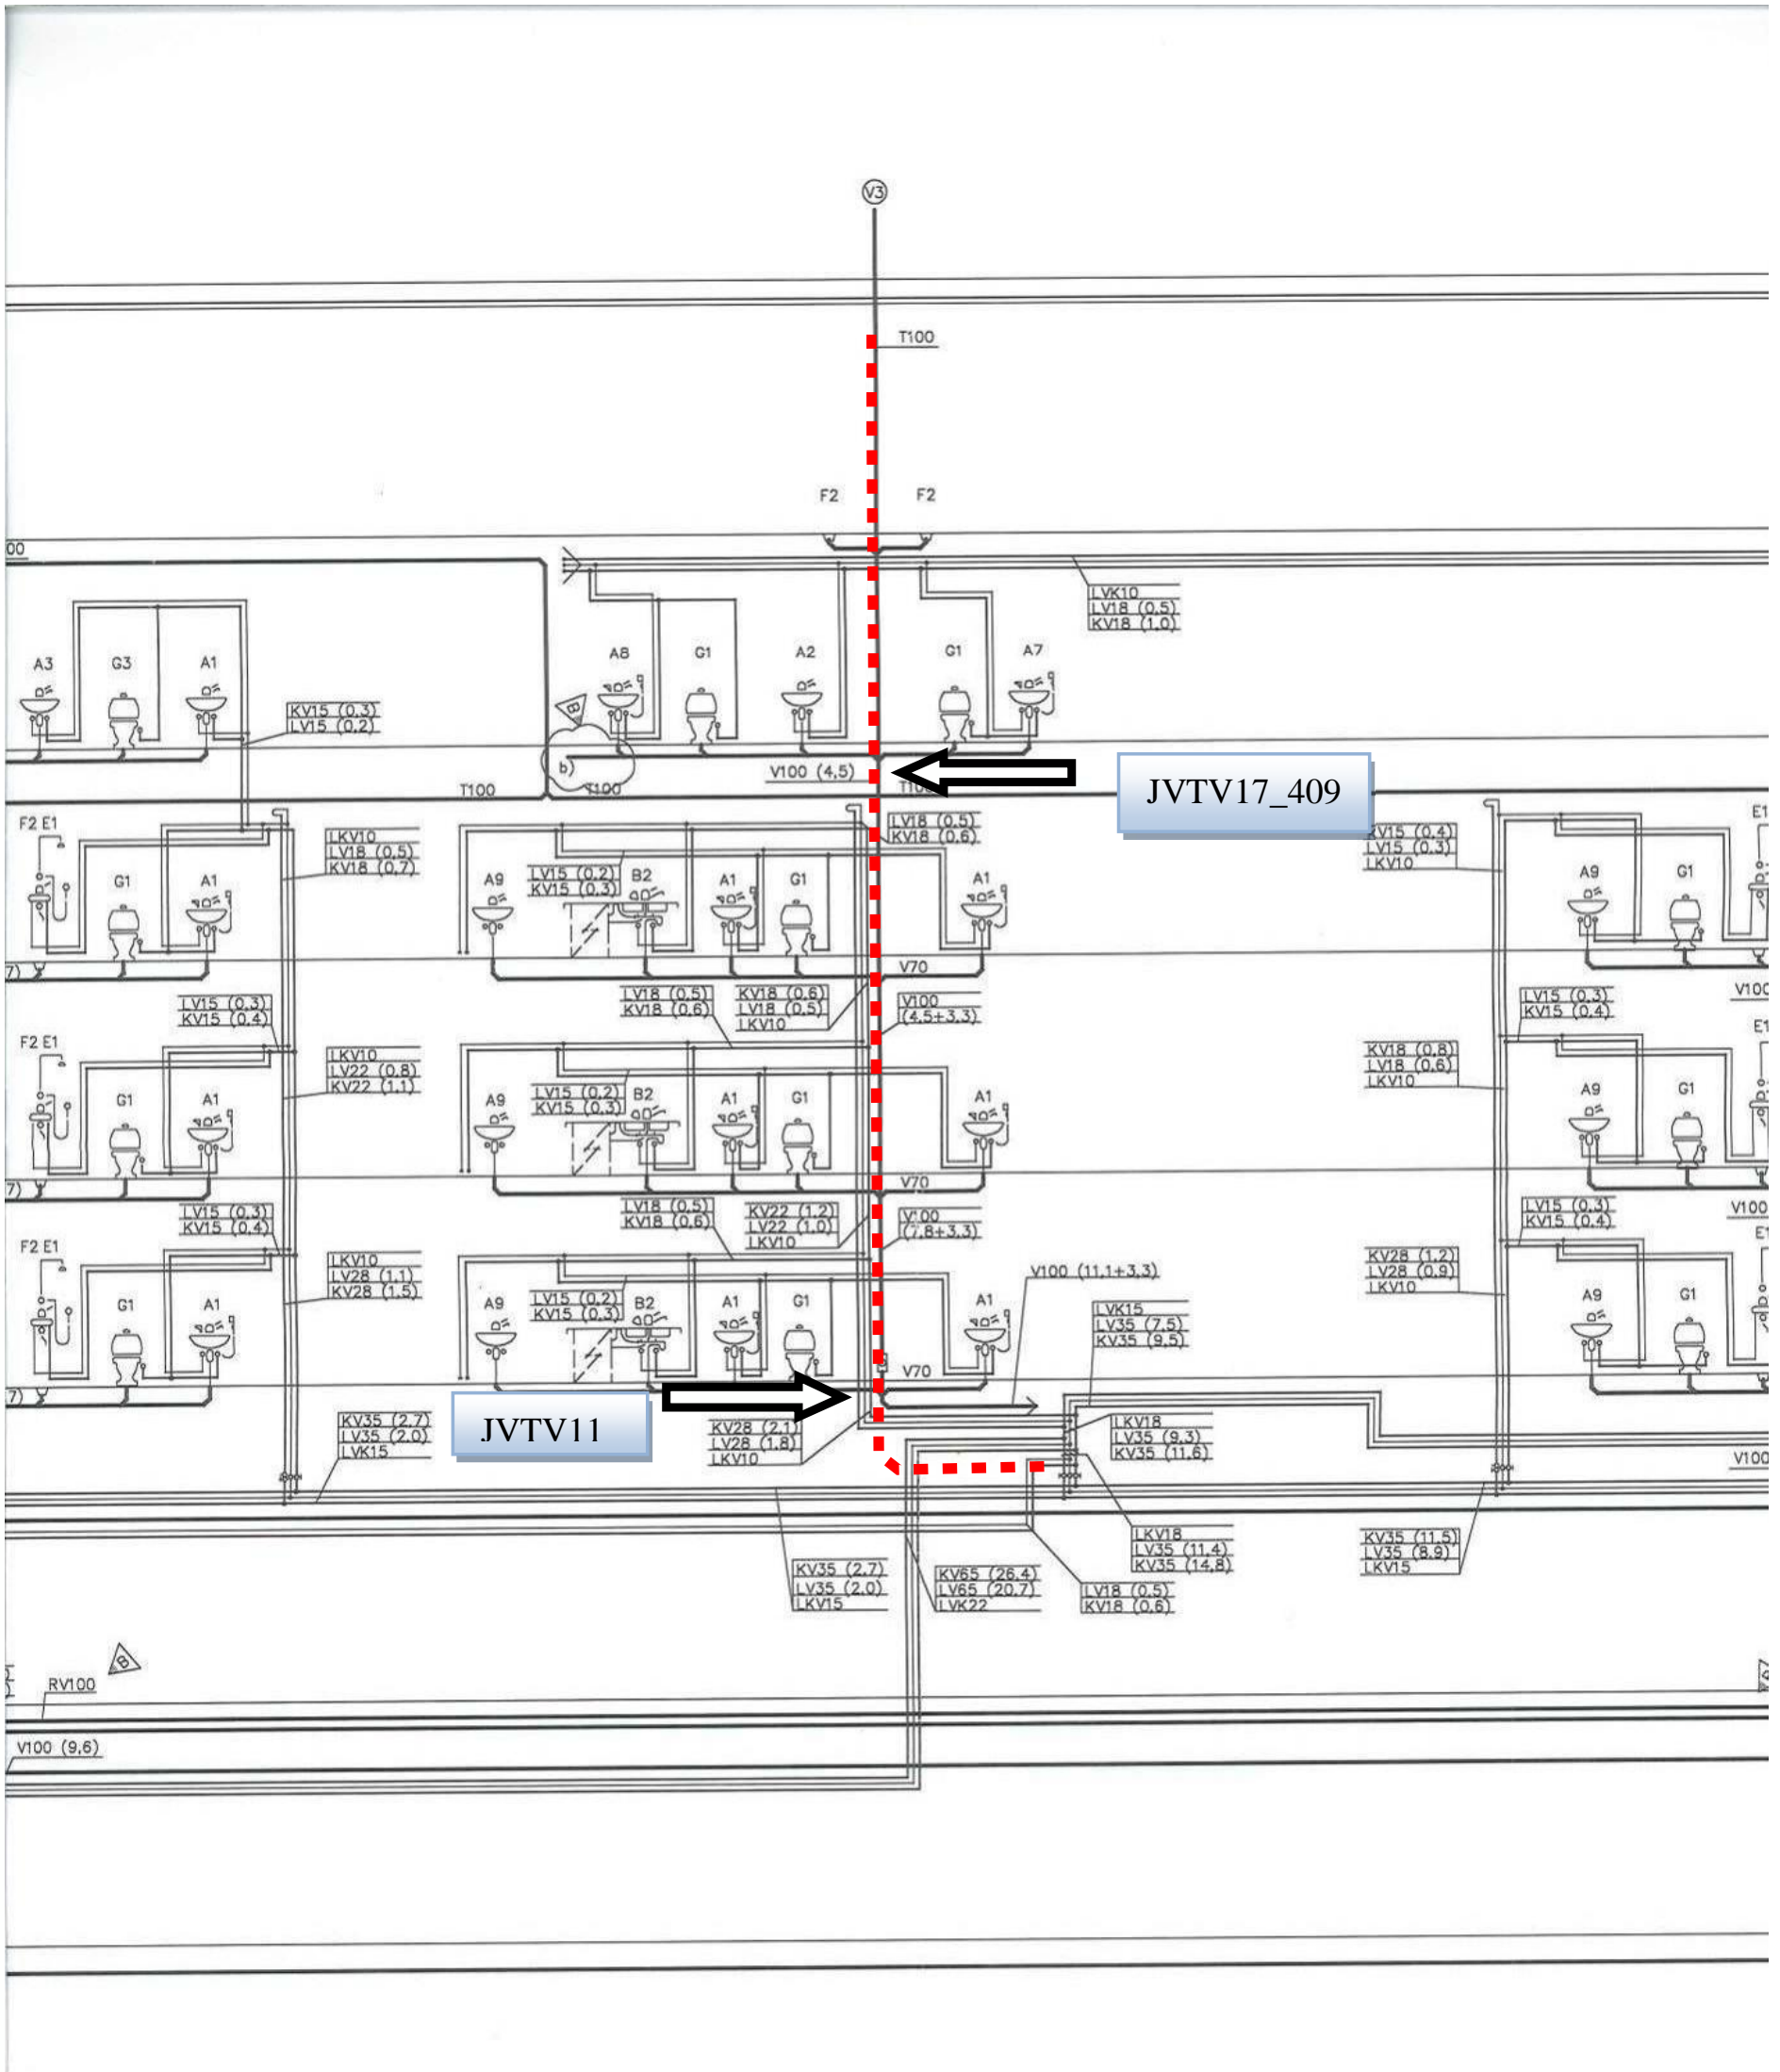 V3
T100
F2 F2
00
LVK10
LV18 (0.5)
KV18 (1.0)
A3 G3 A1 A8 G1 A2 G1 A7
KV15 (0.3)
LV15 (0.2)
B
b)
V100 (4,5)
JVTV17_409
T100 T100 T100
F2 E1
G1 A1
LKV10
LV18 (0.5)
KV18 (0.7)
LV18 (0.5)
KV18 (0.6)
A9
LV15 (0.2)
KV15 (0.3)
B2 A1 G1 A1
KV15 (0.4)
LV15 (0.3)
LKV10
A9 G1 E1
7)
V70
LV15 (0.3)
KV15 (0.4)
LV18 (0.5)
KV18 (0.6)
KV18 (0.6)
LV18 (0.5)
LKV10
V100
(4,5+3,3)
LV15 (0.3)
KV15 (0.4)
V100
F2 E1
G1 A1
LKV10
LV22 (0.8)
KV22 (1.1)
A9
LV15 (0.2)
KV15 (0.3)
B2 A1 G1 A1
KV18 (0.8)
LV18 (0.6)
LKV10
A9 G1 E1
7)
V70
LV15 (0.3)
KV15 (0.4)
LV18 (0.5)
KV18 (0.6)
KV22 (1.2)
LV22 (1.0)
LKV10
V100
(7,8+3,3)
LV15 (0.3)
KV15 (0.4)
V100
F2 E1
G1 A1
LKV10
LV28 (1.1)
KV28 (1.5)
A9
LV15 (0.2)
KV15 (0.3)
B2 A1 G1 A1
V100 (11,1+3,3)
LVK15
LV35 (7.5)
KV35 (9.5)
KV28 (1.2)
LV28 (0.9)
LKV10
A9 G1 E1
7)
V70
KV35 (2.7)
LV35 (2.0)
LVK15
JVTV11
KV28 (2.1)
LV28 (1.8)
LKV10
LKV18
LV35 (9.3)
KV35 (11.6)
V100
LKV18
LV35 (11.4)
KV35 (14.8)
KV35 (11.5)
LV35 (8.9)
LKV15
KV35 (2.7)
LV35 (2.0)
LKV15
KV65 (26.4)
LV65 (20.7)
LVK22
LV18 (0.5)
KV18 (0.6)
B
RV100
V100 (9,6)